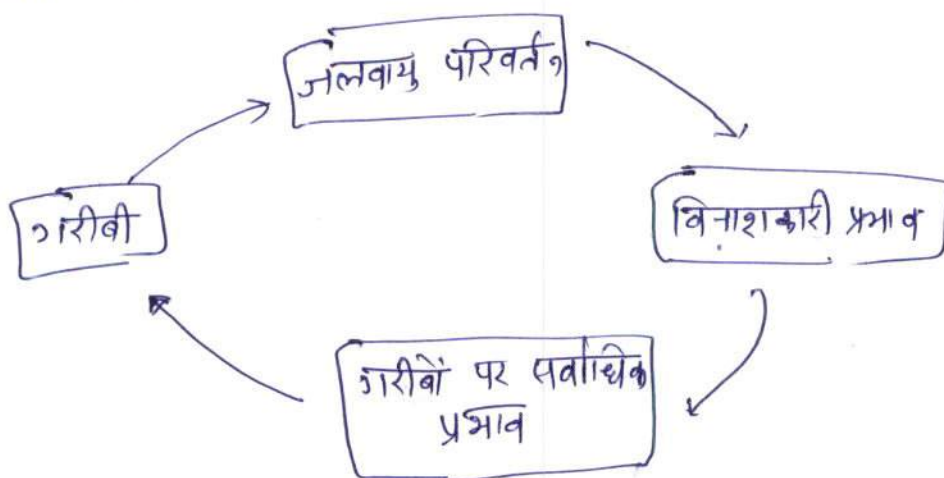 जलवायु परिवर्तन
विनाशकारी प्रभाव
गरीबों पर सर्वाधिक
प्रभाव
गरीबी